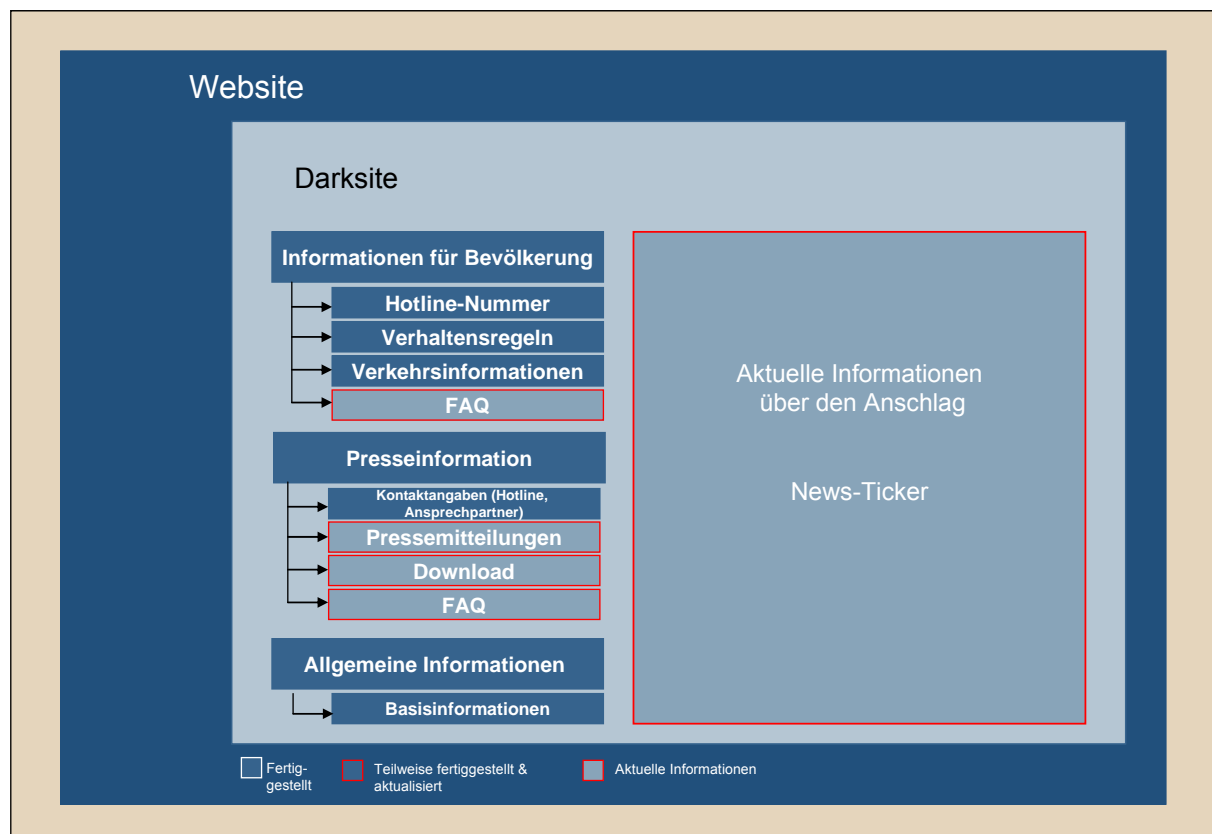 Website
Darksite
Informationen für Bevölkerung
Hotline-Nummer
Verhaltensregeln
Verkehrsinformationen
FAQ
Presseinformation
Kontaktangaben (Hotline,
Ansprechpartner)
Pressemitteilungen
Download
FAQ
Allgemeine Informationen
Basisinformationen
Aktuelle Informationen
über den Anschlag
News-Ticker
Fertig-
gestellt
Teilweise fertiggestellt &
aktualisiert
Aktuelle Informationen